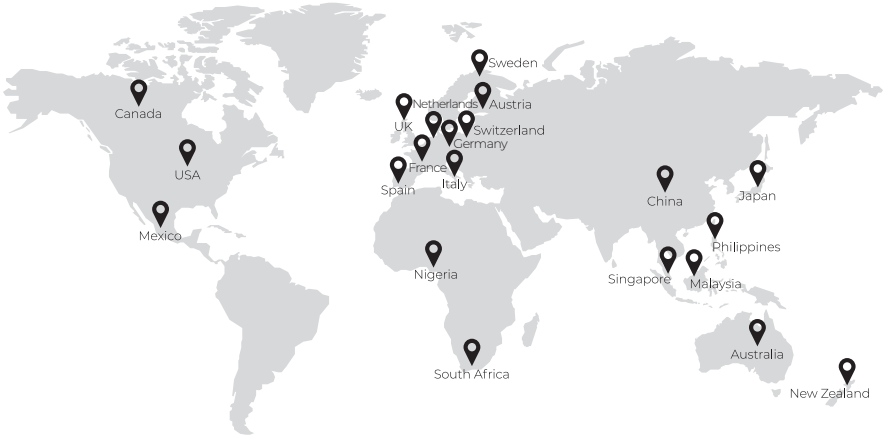 Sweden
Canada
Netherlands
Austria
UK
Switzerland
Germany
USA
France
Italy
Spain
China
Japan
Mexico
Philippines
Nigeria
Singapore
Malaysia
Australia
South Africa
New Zealand